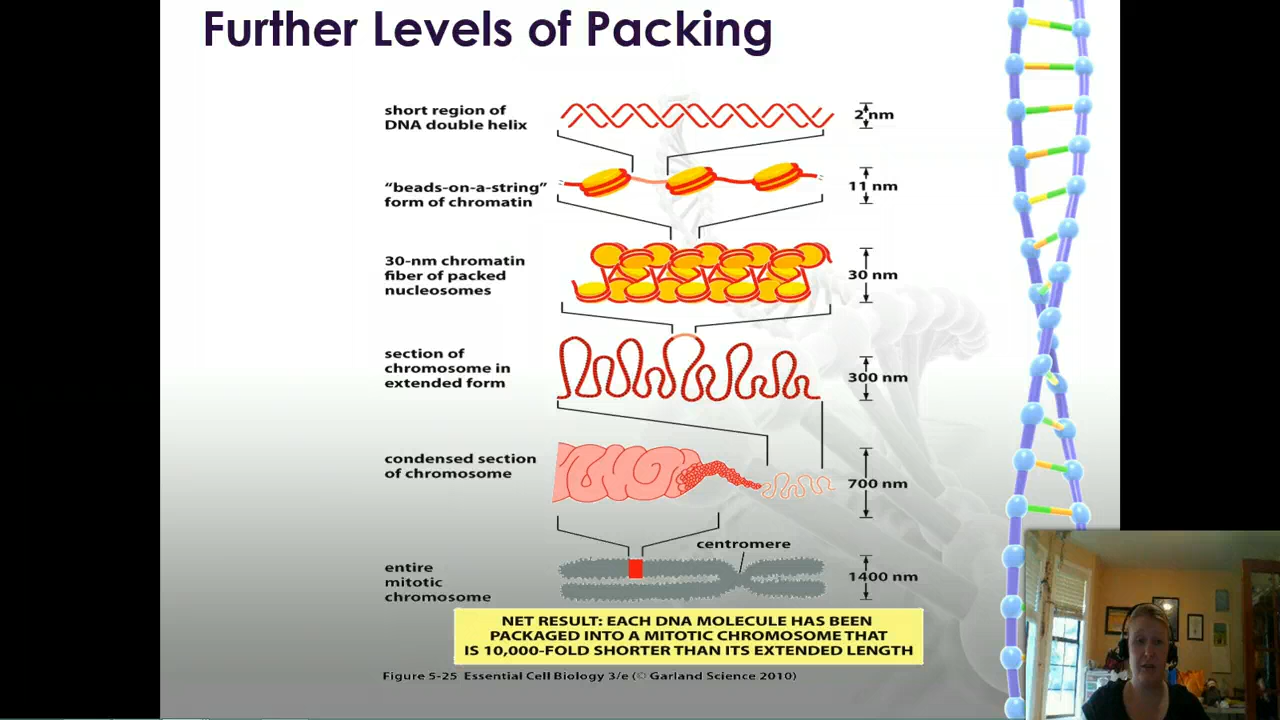 Further Levels of Packing
short region of
DNA double helix
2 nm
"beads-on-a-string"
form of chromatin
11 nm
30-nm chromatin
fiber of packed
nucleosomes
30 nm
section of
chromosome in
extended form
300 nm
condensed section
of chromosome
700 nm
centromere
entire
mitotic
chromosome
1400 nm
NET RESULT: EACH DNA MOLECULE HAS BEEN
PACKAGED INTO A MITOTIC CHROMOSOME THAT
IS 10,000-FOLD SHORTER THAN ITS EXTENDED LENGTH
Figure 5-25 Essential Cell Biology 3/e (© Garland Science 2010)